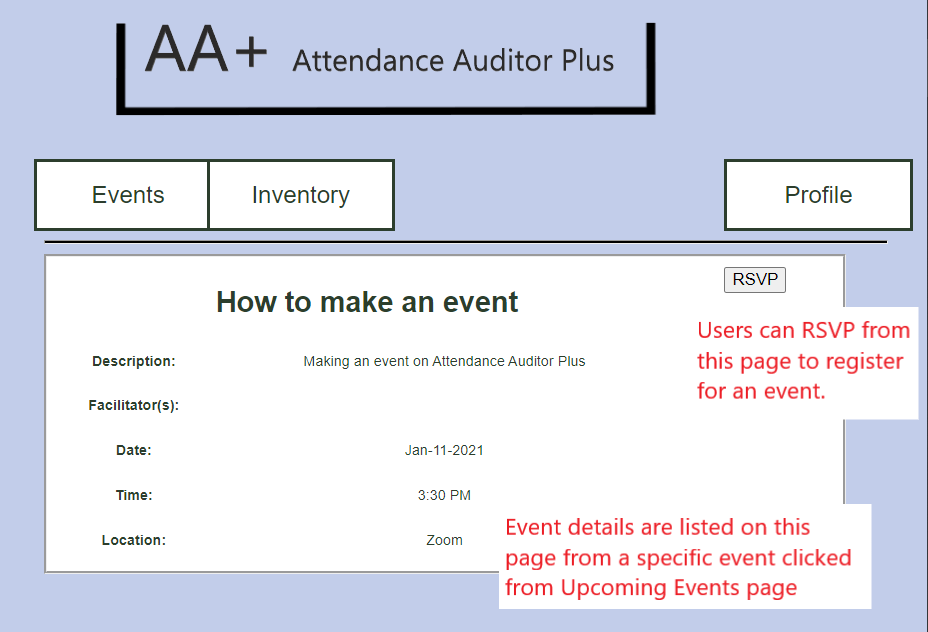 AA+ Attendance Auditor Plus
Events Inventory Profile
RSVP
How to make an event
Users can RSVP from
this page to register
for an event.
Description: Making an event on Attendance Auditor Plus
Facilitator(s):
Date: Jan-11-2021
Time: 3:30 PM
Location: Zoom
Event details are listed on this
page from a specific event clicked
from Upcoming Events page